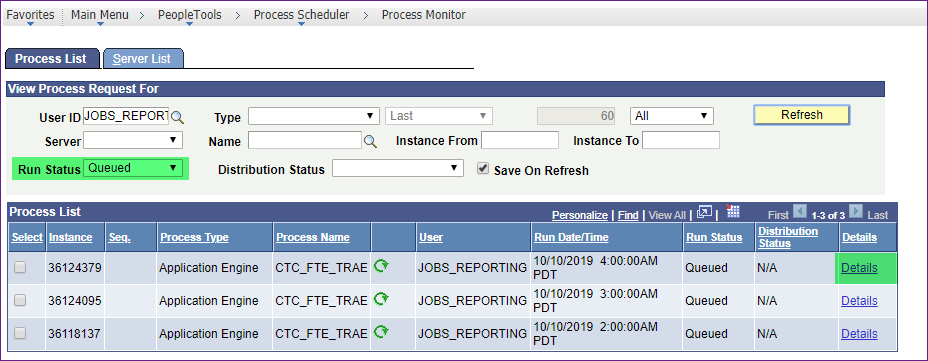 Favorites Main Menu > PeopleTools > Process Scheduler > Process Monitor
Process List Server List
View Process Request For
User ID JOBS_REPORT Type Last 60 All Refresh
Server Name Instance From Instance To
Run Status Queued Distribution Status Save On Refresh
Process List Personalize | Find | View All | | First 1-3 of 3 Last
Select Instance Seq. Process Type Process Name User Run Date/Time Run Status Distribution Status Details
36124379 Application Engine CTC_FTE_TRAE JOBS_REPORTING 10/10/2019 4:00:00AM PDT Queued N/A Details
36124095 Application Engine CTC_FTE_TRAE JOBS_REPORTING 10/10/2019 3:00:00AM PDT Queued N/A Details
36118137 Application Engine CTC_FTE_TRAE JOBS_REPORTING 10/10/2019 2:00:00AM PDT Queued N/A Details